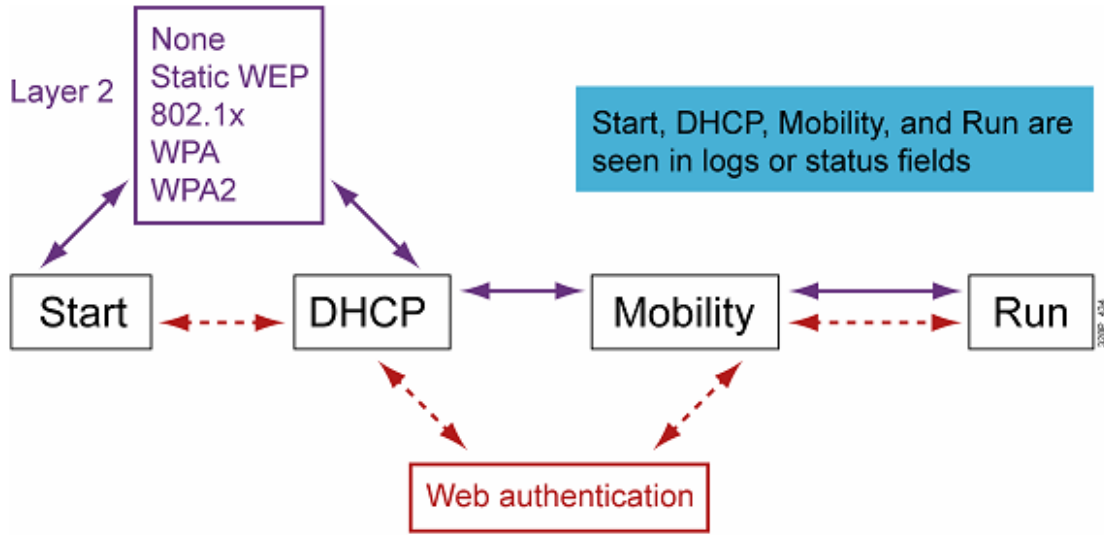 Layer 2
None
Static WEP
802.1x
WPA
WPA2
Start, DHCP, Mobility, and Run are
seen in logs or status fields
Start
DHCP
Mobility
Run
Web authentication